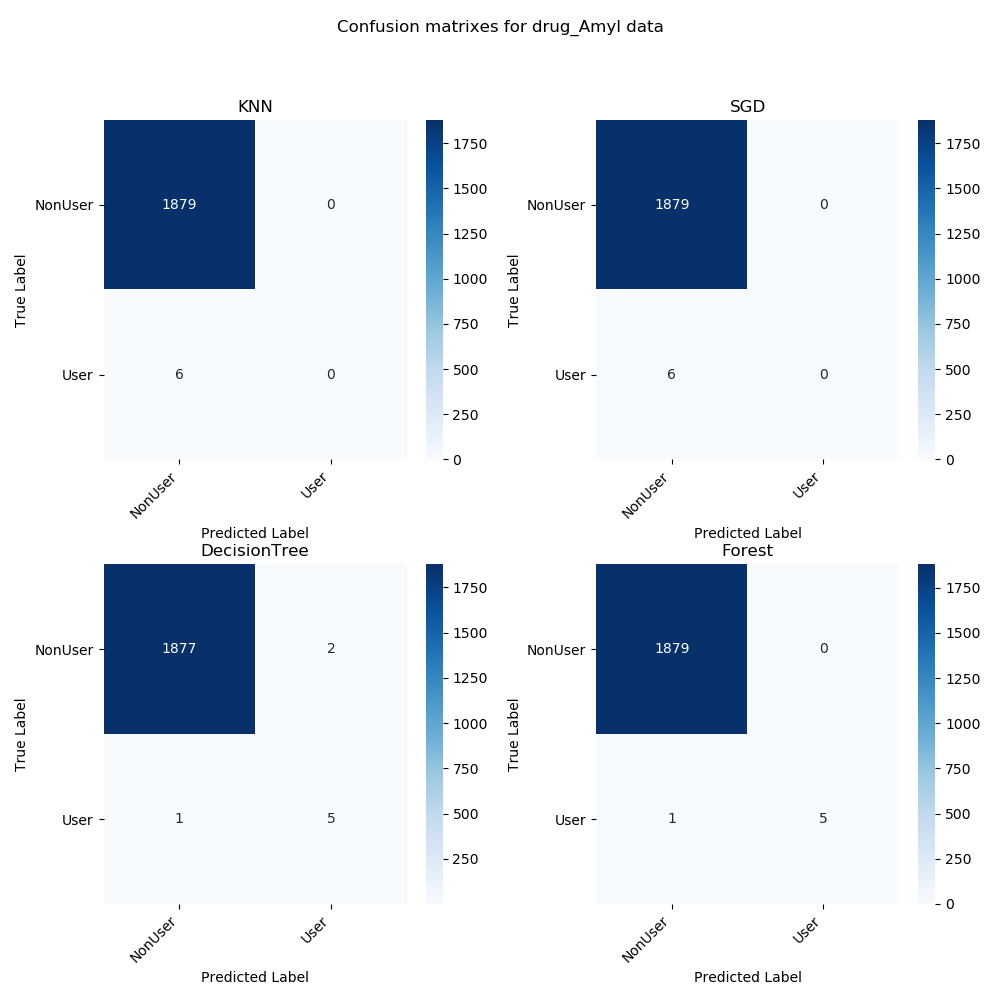 Confusion matrixes for drug_Amyl data
KNN
True Label
NonUser
1879
0
User
6
0
NonUser
User
Predicted Label
1750
1500
1250
1000
750
500
250
0
SGD
True Label
NonUser
1879
0
User
6
0
NonUser
User
Predicted Label
1750
1500
1250
1000
750
500
250
0
DecisionTree
True Label
NonUser
1877
2
User
1
5
NonUser
User
Predicted Label
1750
1500
1250
1000
750
500
250
Forest
True Label
NonUser
1879
0
User
1
5
NonUser
User
Predicted Label
1750
1500
1250
1000
750
500
250
0